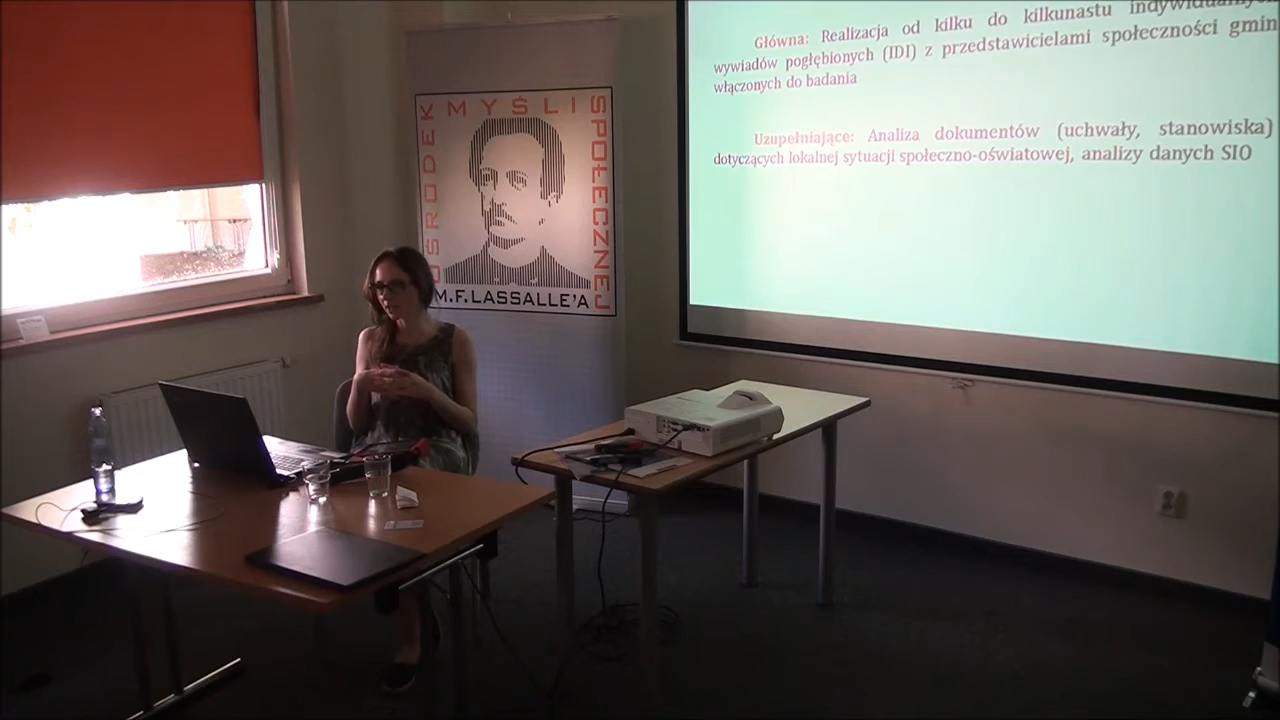 OŚRODEK MYŚLI SPOŁECZNEJ
IM.F.LASSALLE'A
Główna: Realizacja od kilku do kilkunastu indywidualnych
wywiadów pogłębionych (IDI) z przedstawicielami społeczności gmin
włączonych do badania
Uzupełniające: Analiza dokumentów (uchwały, stanowiska)
dotyczących lokalnej sytuacji społeczno-oświatowej, analizy danych SIO